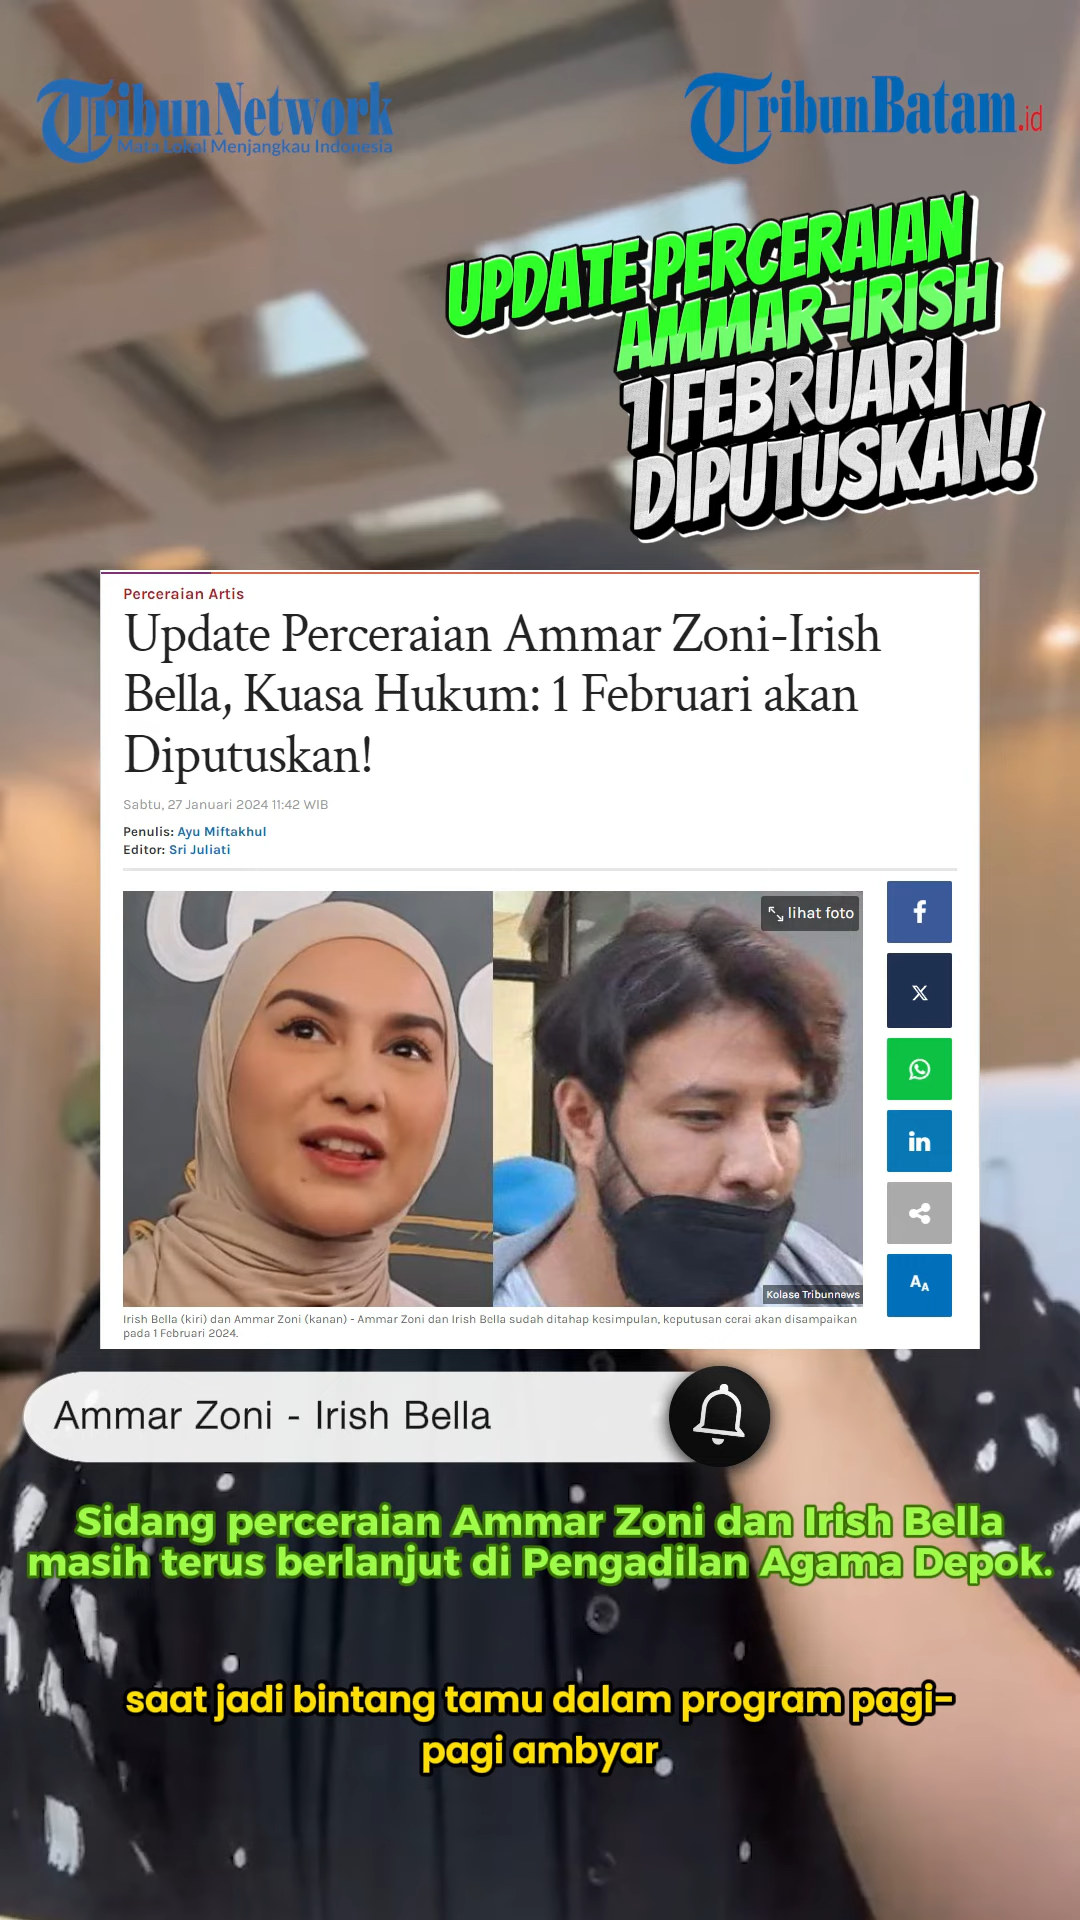 TribunNetwork
Mata Lokal Menjangkau Indonesia
TribunBatam.id
UPDATE PERCERAIAN
AMMAR-IRISH
1 FEBRUARI
DIPUTUSKAN!
Perceraian Artis
Update Perceraian Ammar Zoni-Irish
Bella, Kuasa Hukum: 1 Februari akan
Diputuskan!
Sabtu, 27 Januari 2024 11:42 WIB
Penulis: Ayu Miftakhul
Editor: Sri Juliati
lihat foto
Kolase Tribunnews
f
X
in
AA
Irish Bella (kiri) dan Ammar Zoni (kanan) - Ammar Zoni dan Irish Bella sudah ditahap kesimpulan, keputusan cerai akan disampaikan
pada 1 Februari 2024.
Ammar Zoni - Irish Bella
Sidang perceraian Ammar Zoni dan Irish Bella
masih terus berlanjut di Pengadilan Agama Depok.
saat jadi bintang tamu dalam program pagi-
pagi ambyar